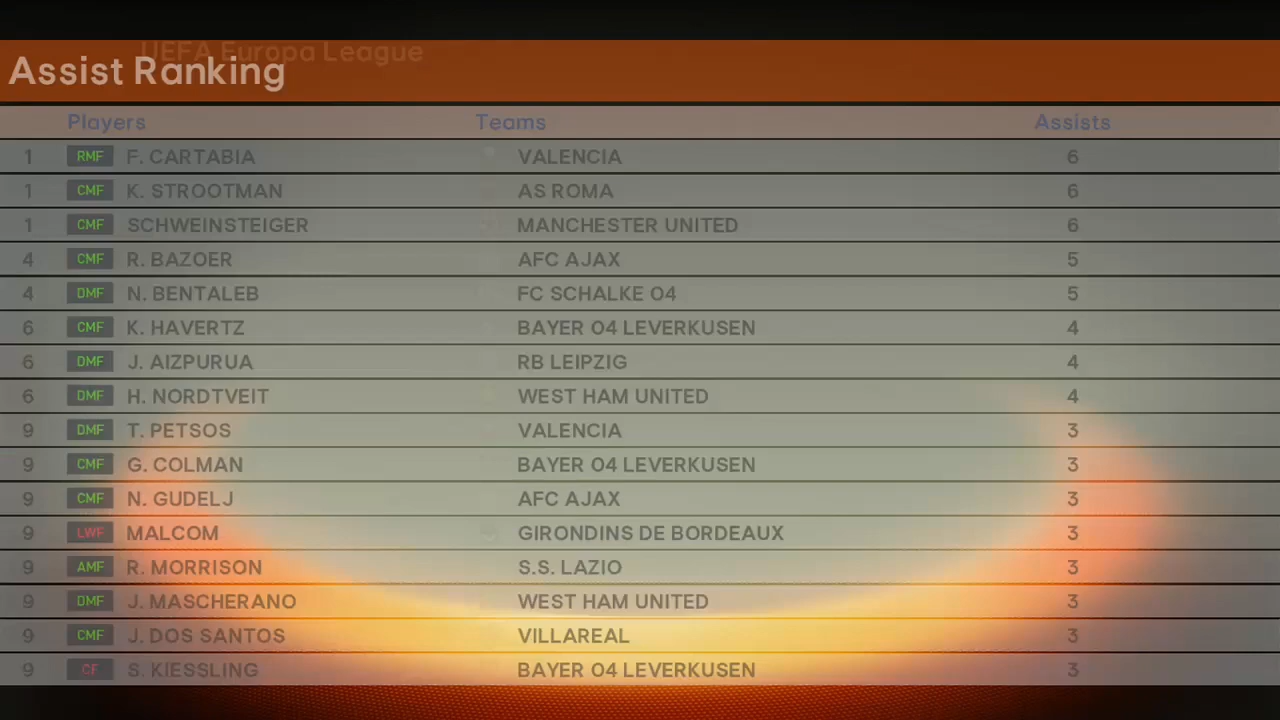 UEFA Europa League
Assist Ranking
Players Teams Assists
1 RMF F. CARTABIA VALENCIA 6
1 CMF K. STROOTMAN AS ROMA 6
1 CMF SCHWEINSTEIGER MANCHESTER UNITED 6
4 CMF R. BAZOER AFC AJAX 5
4 DMF N. BENTALEB FC SCHALKE 04 5
6 CMF K. HAVERTZ BAYER 04 LEVERKUSEN 4
6 DMF J. AIZPURUA RB LEIPZIG 4
6 DMF H. NORDTVEIT WEST HAM UNITED 4
9 DMF T. PETSOS VALENCIA 3
9 CMF G. COLMAN BAYER 04 LEVERKUSEN 3
9 CMF N. GUDELJ AFC AJAX 3
9 LWF MALCOM GIRONDINS DE BORDEAUX 3
9 AMF R. MORRISON S.S. LAZIO 3
9 DMF J. MASCHERANO WEST HAM UNITED 3
9 CMF J. DOS SANTOS VILLAREAL 3
9 CF S. KIESSLING BAYER 04 LEVERKUSEN 3